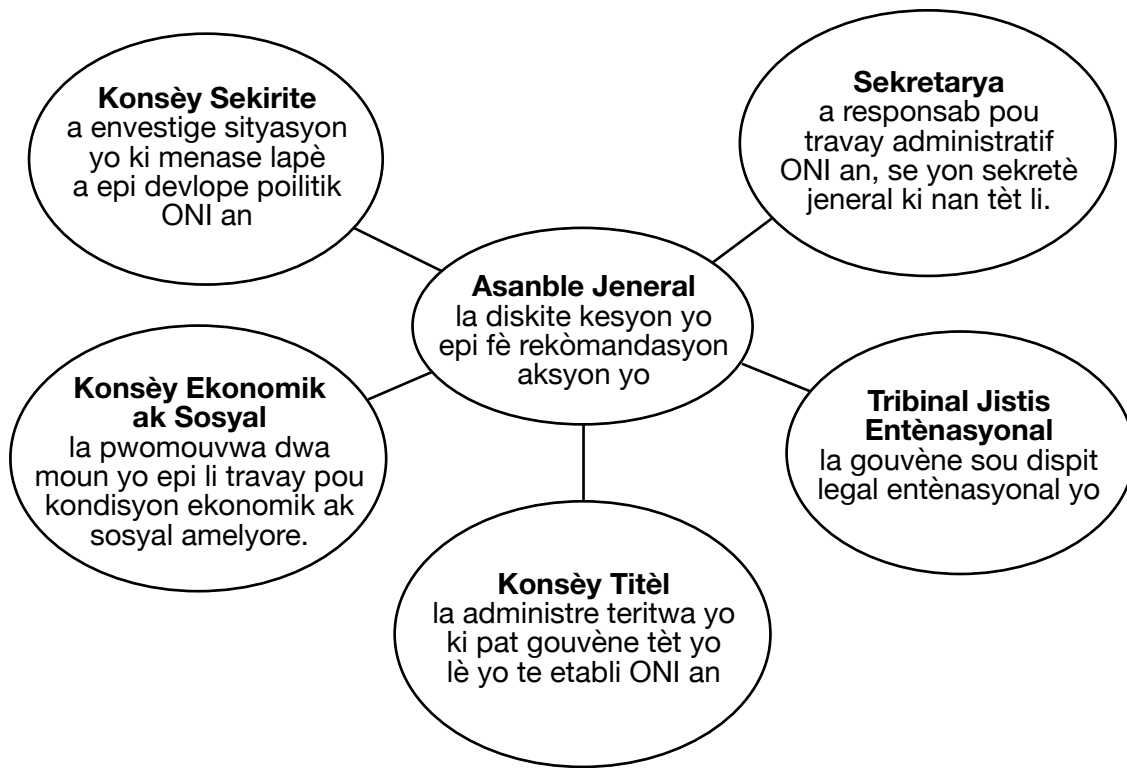 Konsèy Sekirite
a envestige sityasyon
yo ki menase lapè
a epi devlope poilitik
ONI an
Sekretarya
a responsab pou
travay administratif
ONI an, se yon sekretè
jeneral ki nan tèt li.
Asanble Jeneral
la diskite kesyon yo
epi fè rekòmandasyon
aksyon yo
Konsèy Ekonomik
ak Sosyal
la pwomouvwa dwa
moun yo epi li travay pou
kondisyon ekonomik ak
sosyal amelyore.
Tribinal Jistis
Entènasyonal
la gouvène sou dispit
legal entènasyonal yo
Konsèy Titèl
la administre teritwa yo
ki pat gouvène tèt yo
lè yo te etabli ONI an